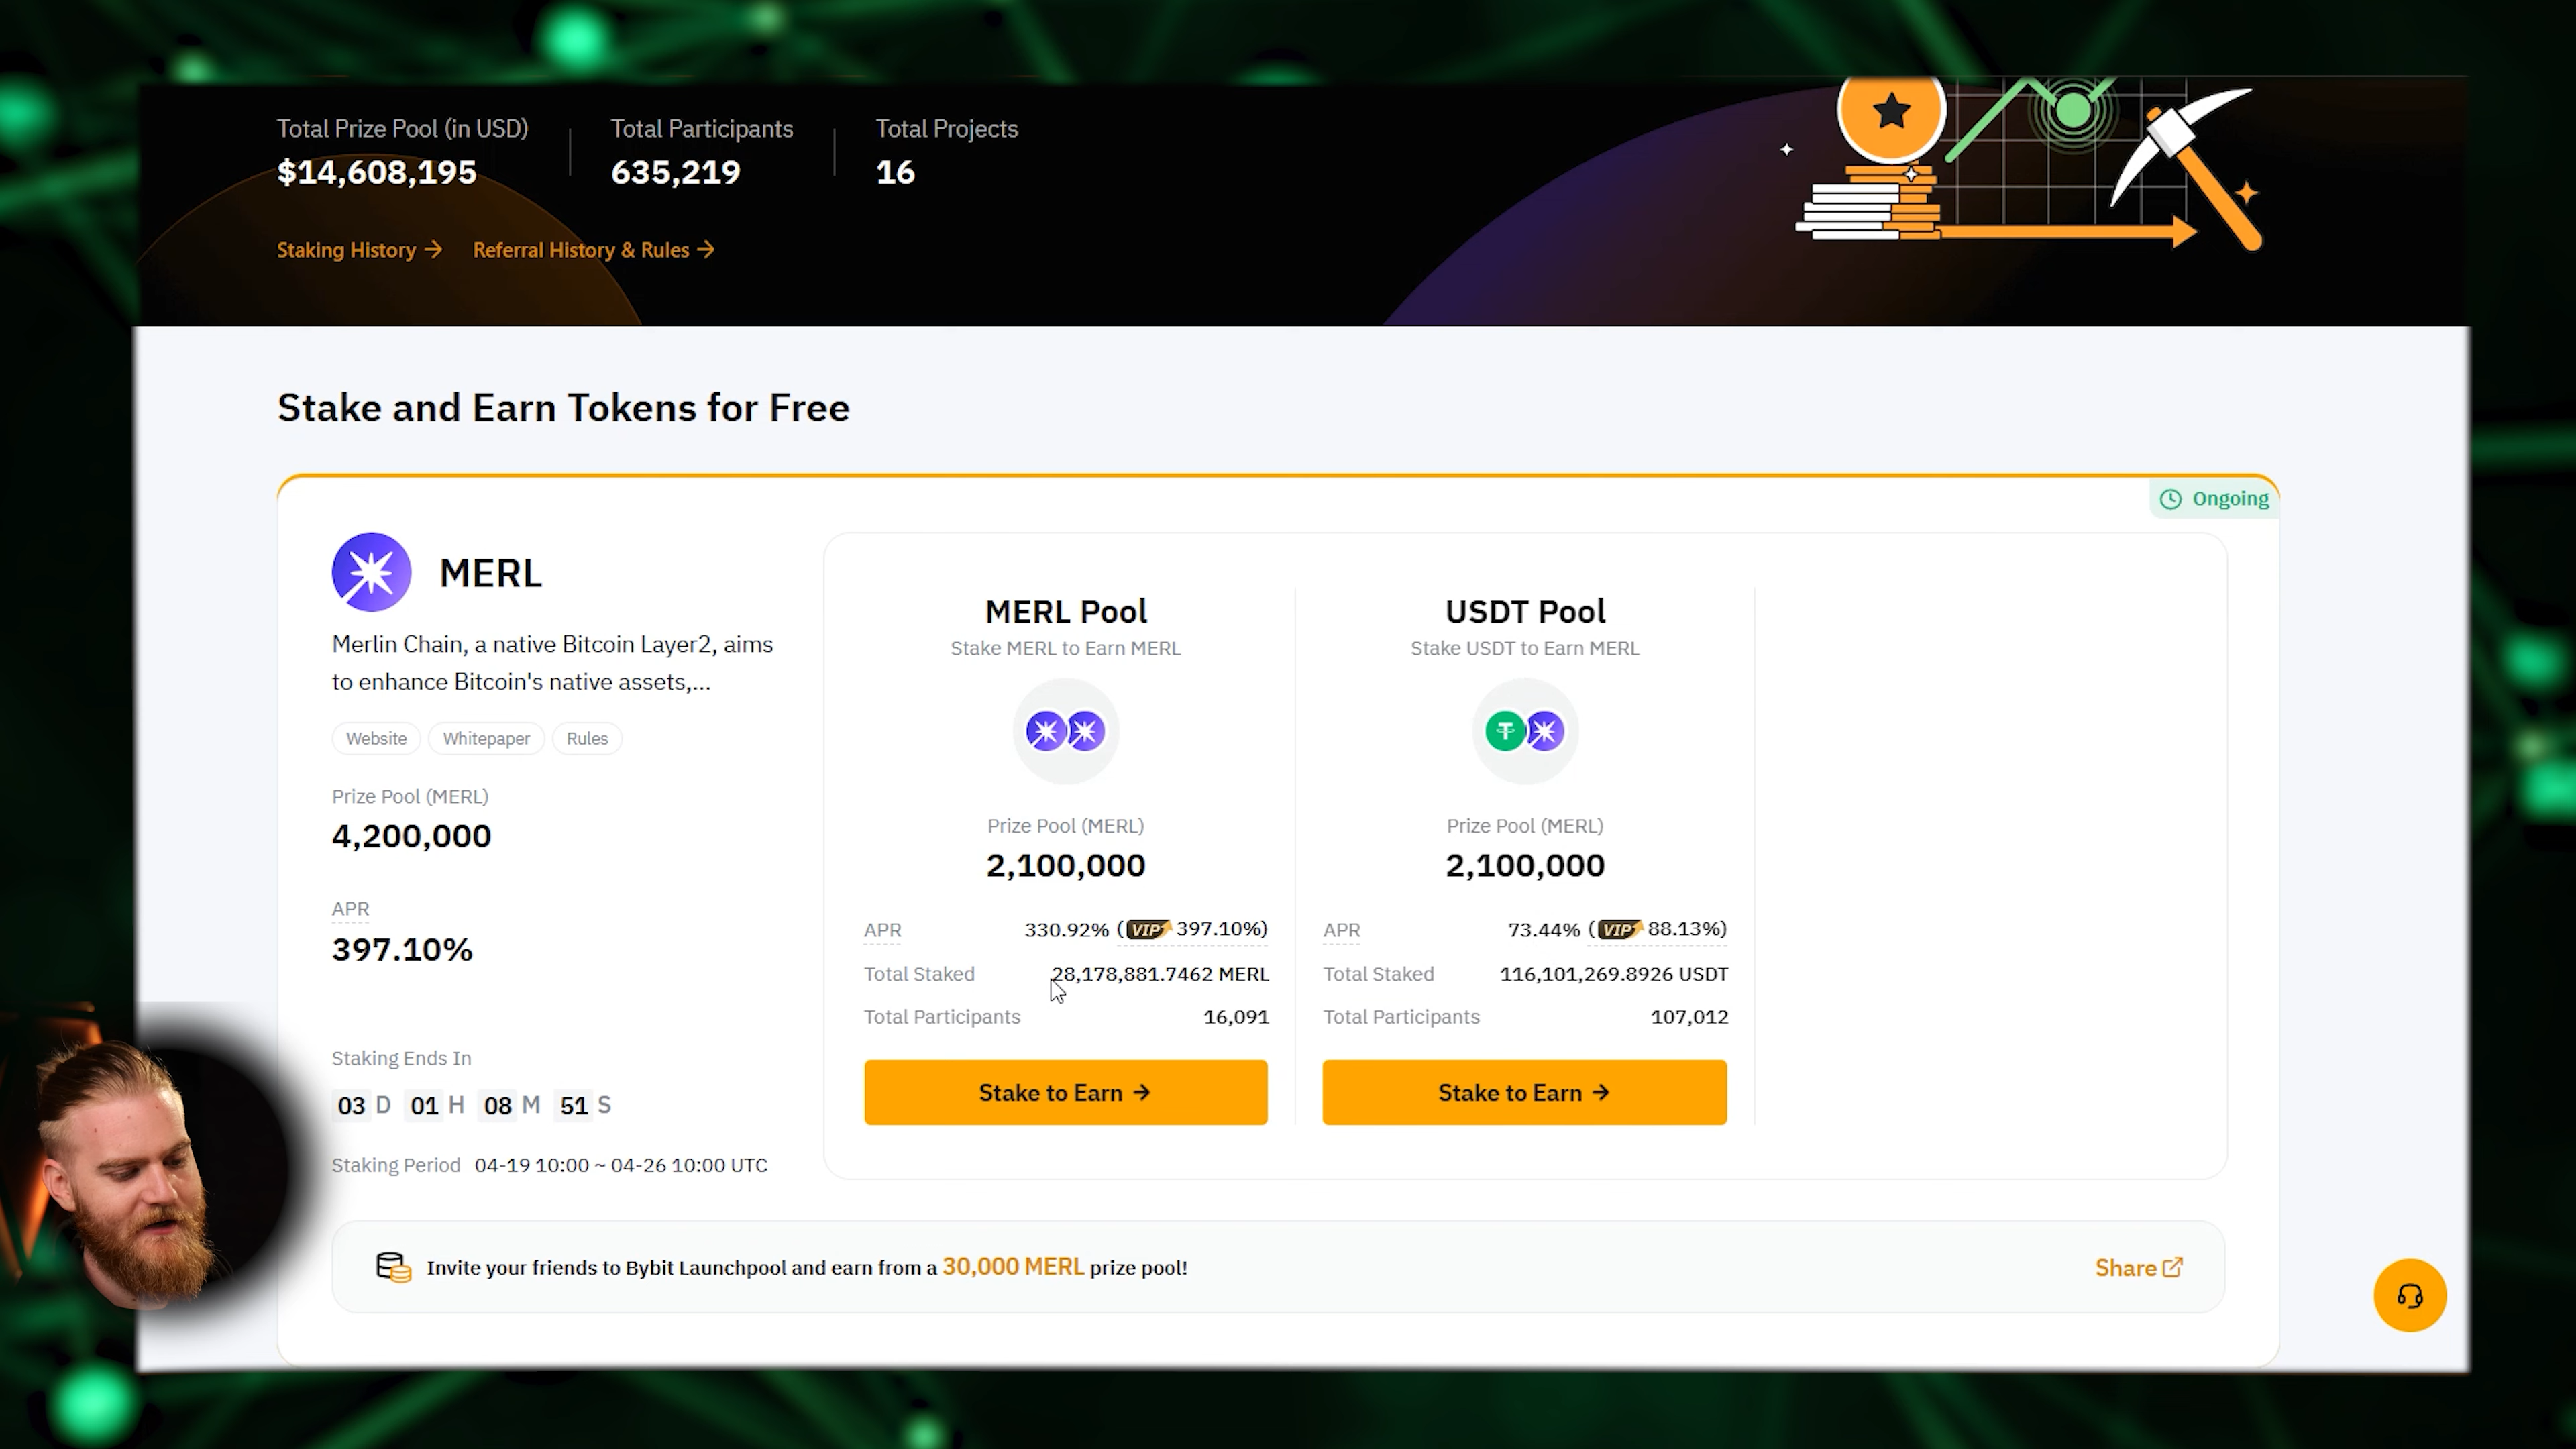 Total Prize Pool (in USD)
$14,608,195
Total Participants
635,219
Total Projects
16
Staking History →
Referral History & Rules →
Stake and Earn Tokens for Free
Ongoing
MERL
Merlin Chain, a native Bitcoin Layer2, aims
to enhance Bitcoin's native assets,...
Website
Whitepaper
Rules
Prize Pool (MERL)
4,200,000
APR
397.10%
Staking Ends In
03 D 01 H 08 M 51 S
Staking Period 04-19 10:00 ~ 04-26 10:00 UTC
MERL Pool
Stake MERL to Earn MERL
Prize Pool (MERL)
2,100,000
APR 330.92% (VIP 397.10%)
Total Staked 28,178,881.7462 MERL
Total Participants 16,091
Stake to Earn →
USDT Pool
Stake USDT to Earn MERL
Prize Pool (MERL)
2,100,000
APR 73.44% (VIP 88.13%)
Total Staked 116,101,269.8926 USDT
Total Participants 107,012
Stake to Earn →
Invite your friends to Bybit Launchpool and earn from a 30,000 MERL prize pool!
Share